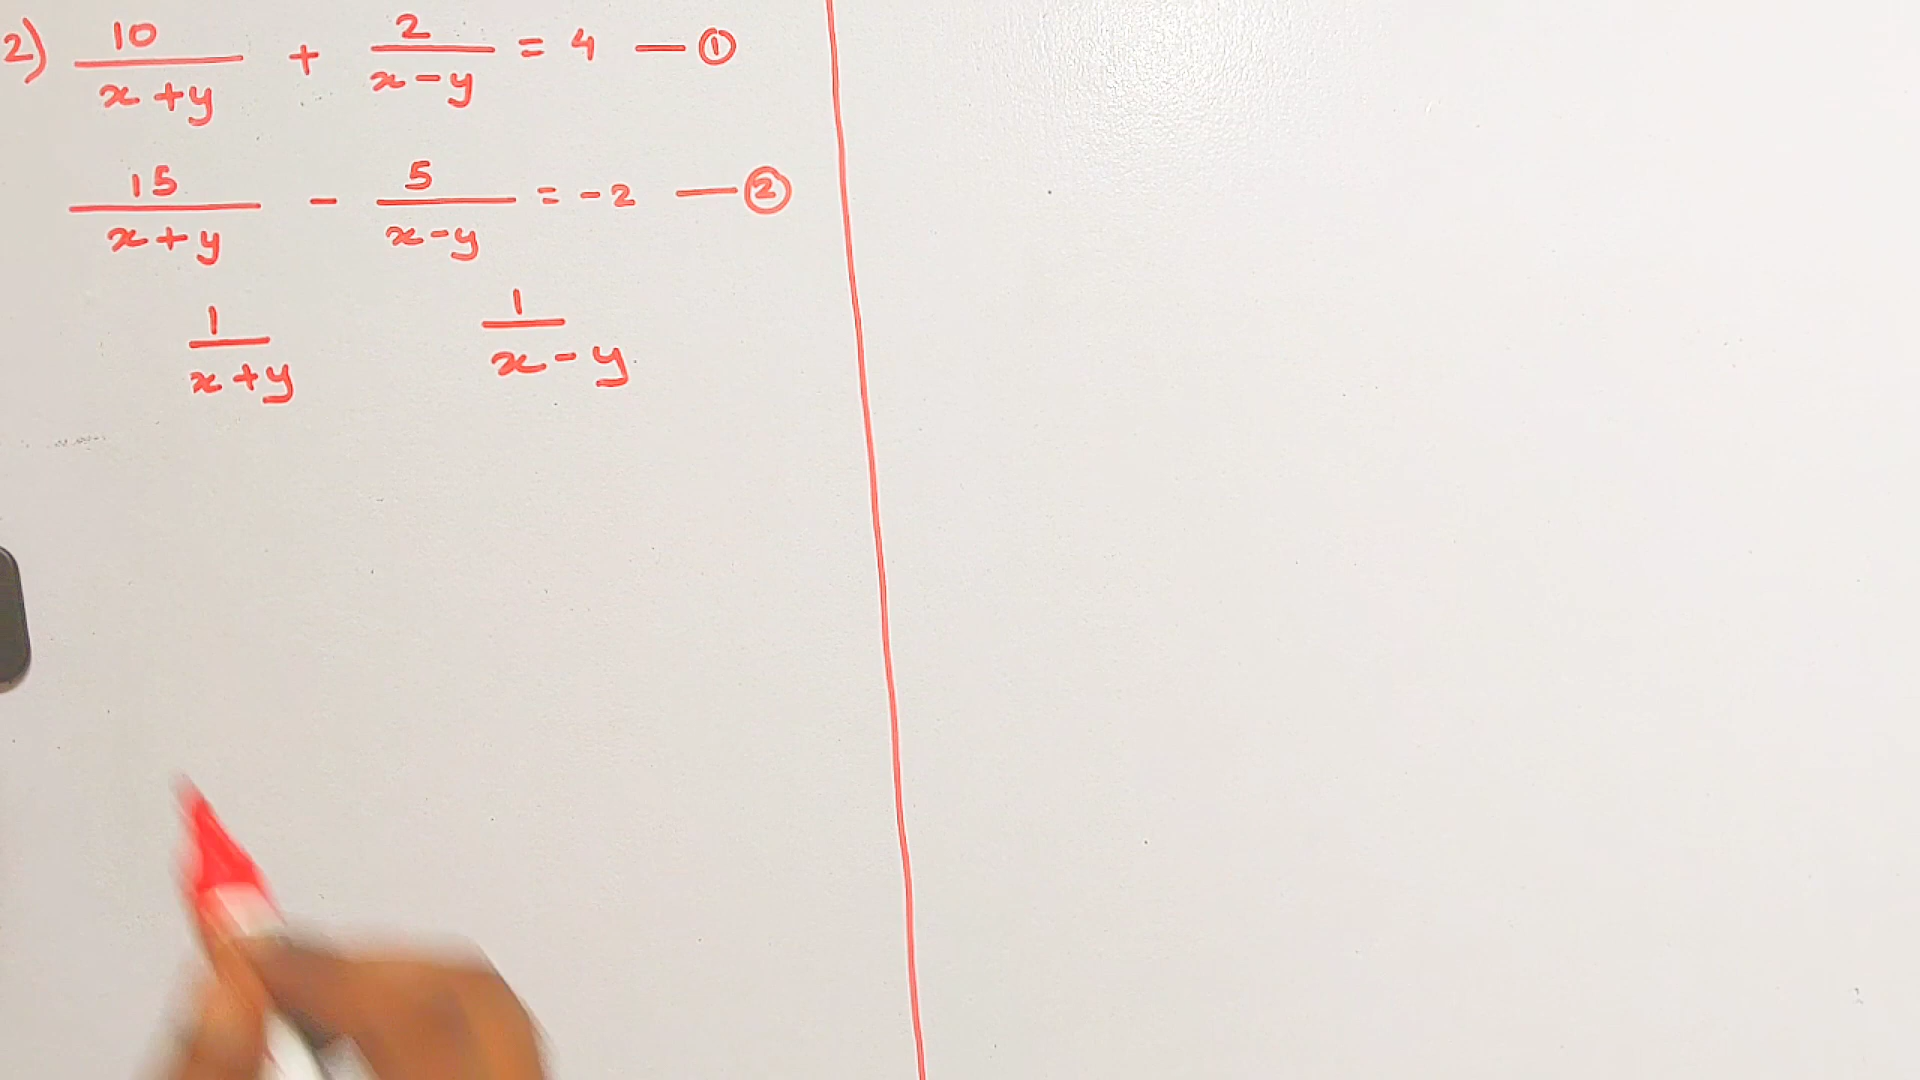 2) 10/(x+y) + 2/(x-y) = 4 — ①
15/(x+y) - 5/(x-y) = -2 — ②
1/(x+y) 1/(x-y)